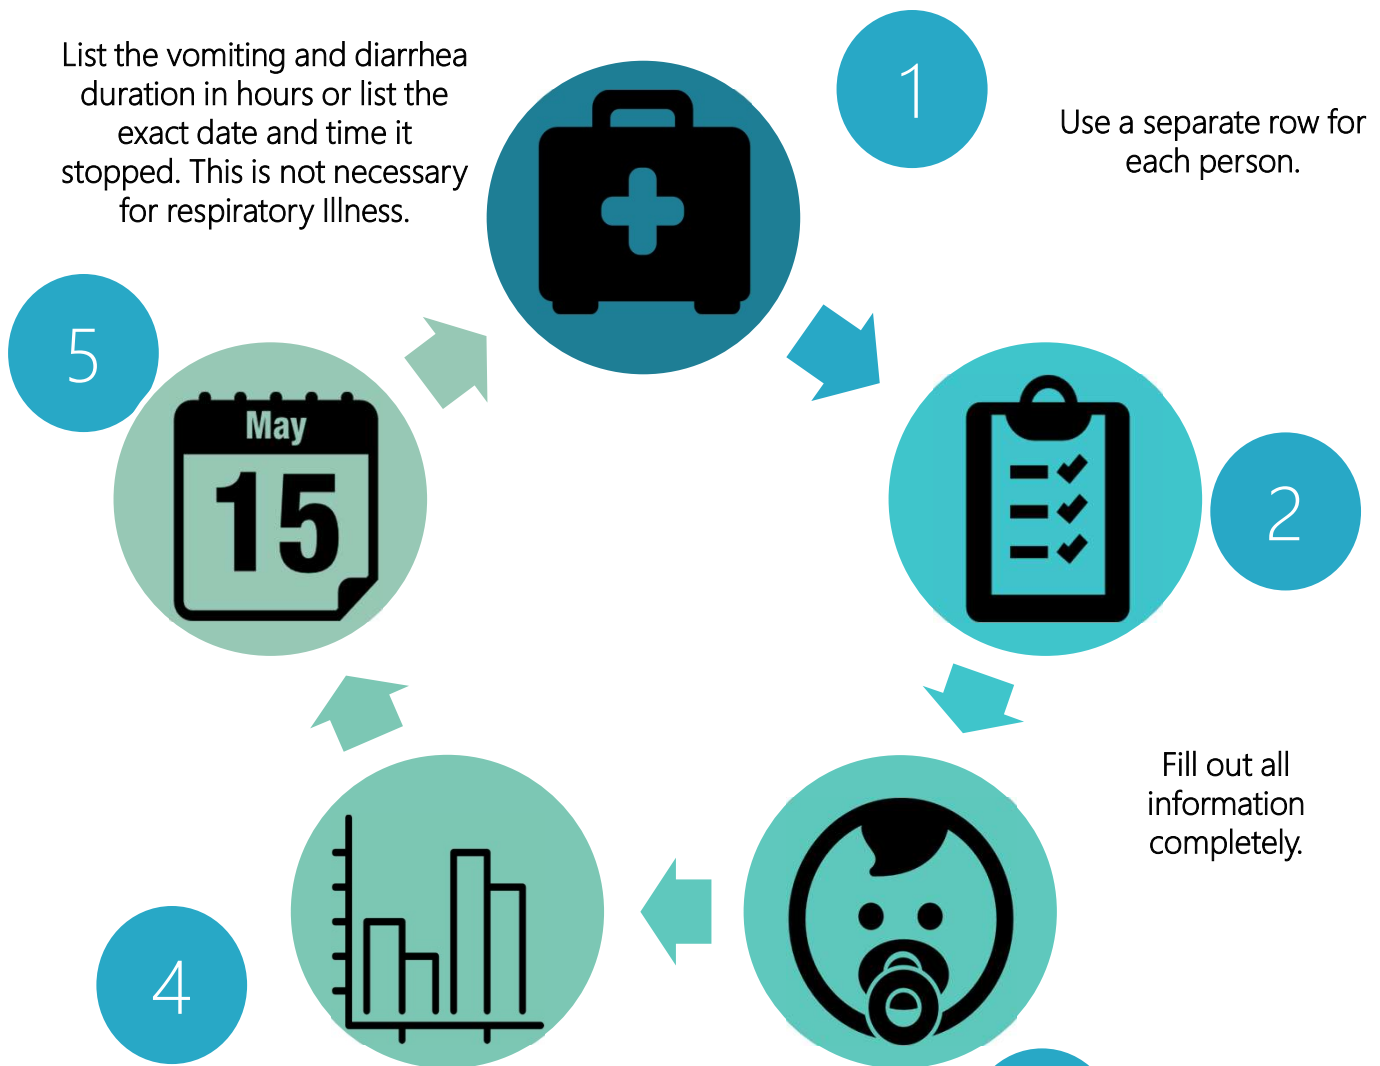 List the vomiting and diarrhea
duration in hours or list the
exact date and time it
stopped. This is not necessary
for respiratory Illness.
1
Use a separate row for
each person.
5
May
15
2
Fill out all
information
completely.
4